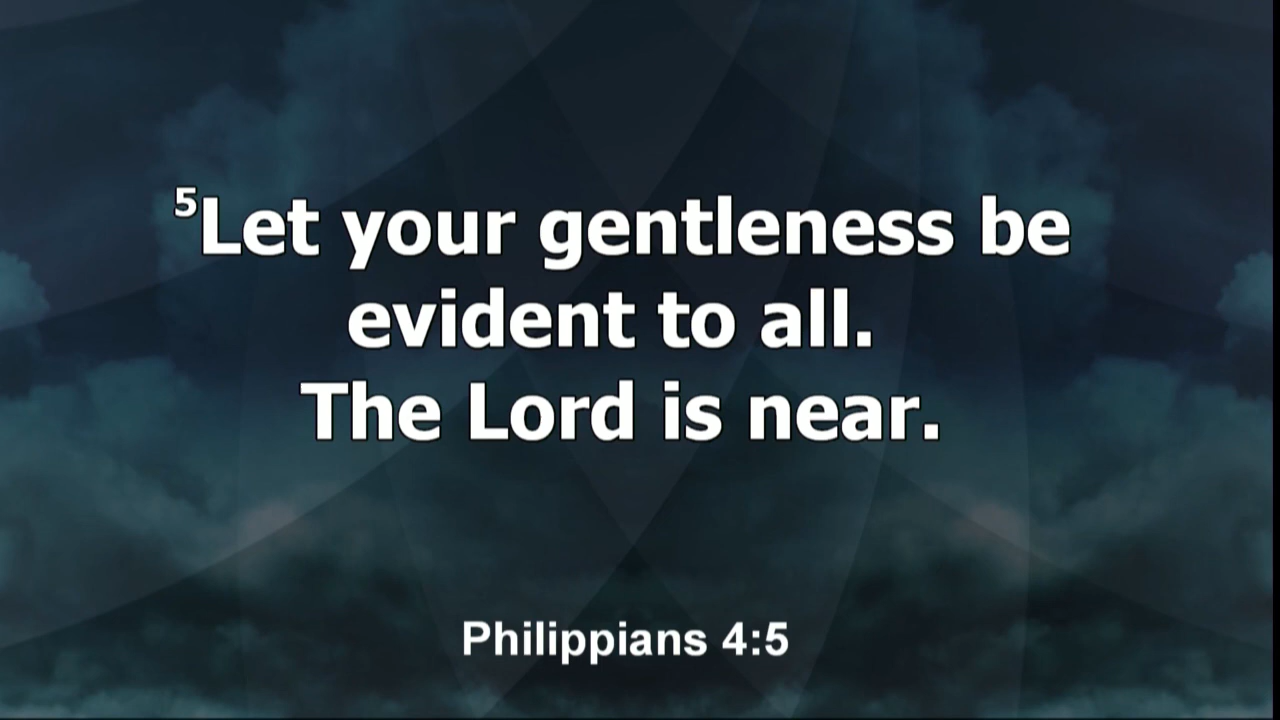 ⁵Let your gentleness be
evident to all.
The Lord is near.
Philippians 4:5